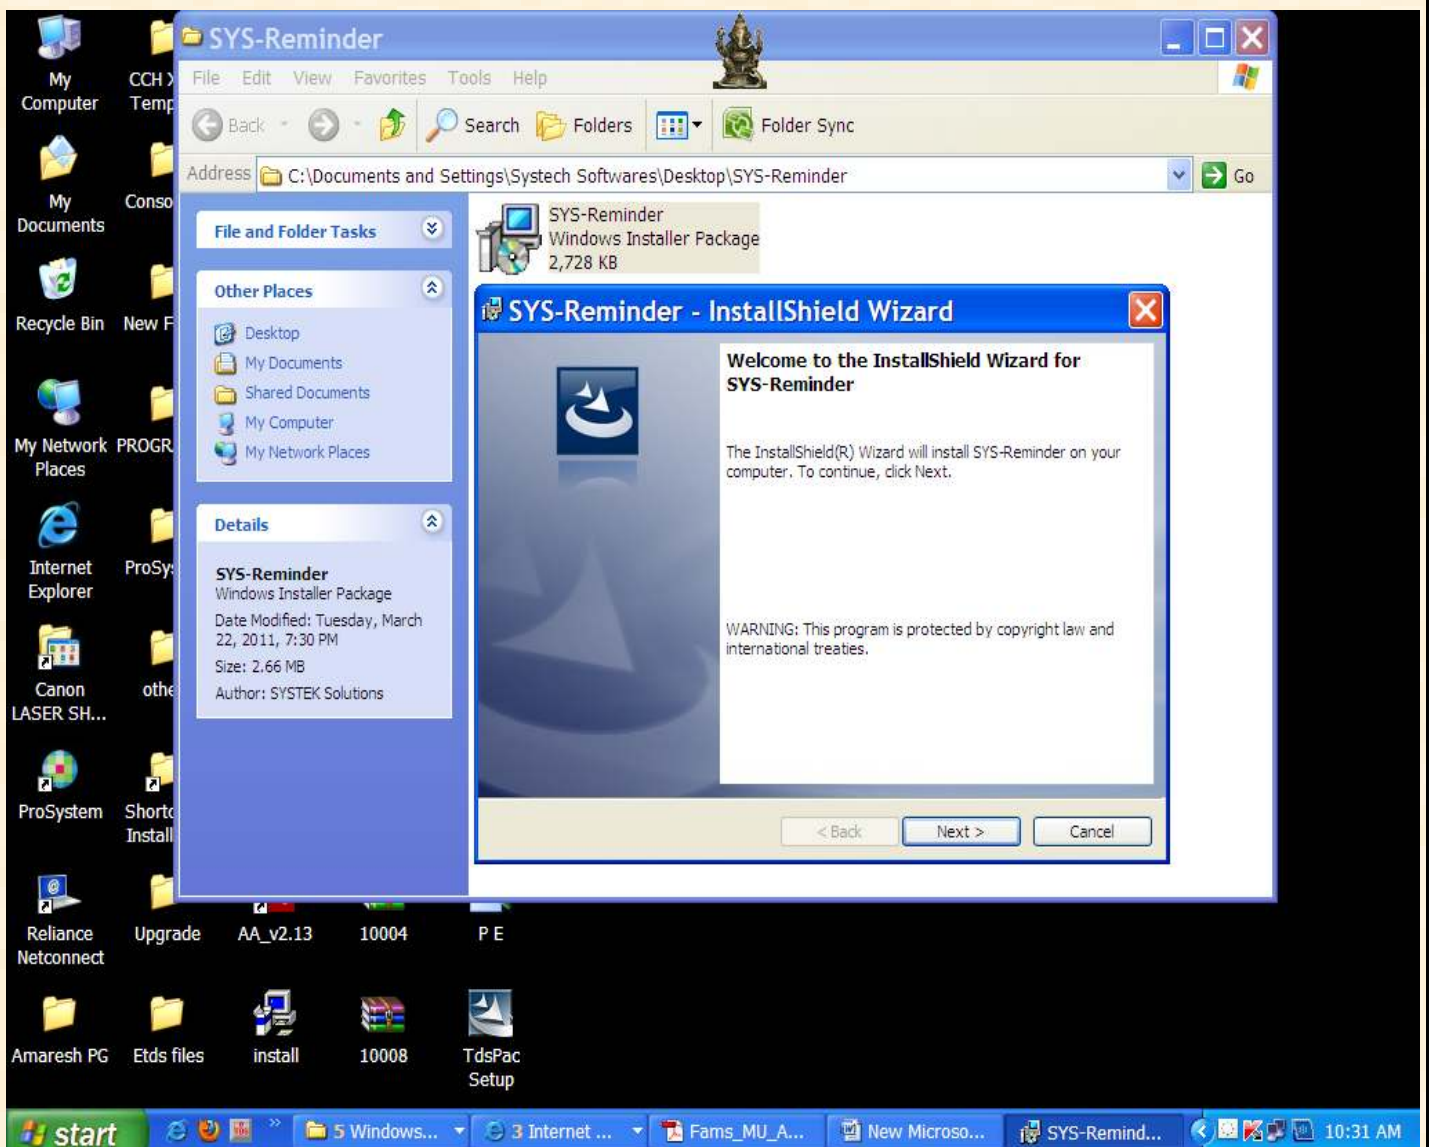 SYS-Reminder
File Edit View Favorites Tools Help
Back Search Folders Folder Sync
Address C:\Documents and Settings\Systech Softwares\Desktop\SYS-Reminder Go
File and Folder Tasks
Other Places
Desktop
My Documents
Shared Documents
My Computer
My Network Places
Details
SYS-Reminder
Windows Installer Package
Date Modified: Tuesday, March
22, 2011, 7:30 PM
Size: 2.66 MB
Author: SYSTEK Solutions
SYS-Reminder
Windows Installer Package
2,728 KB
SYS-Reminder - InstallShield Wizard
Welcome to the InstallShield Wizard for
SYS-Reminder
The InstallShield(R) Wizard will install SYS-Reminder on your
computer. To continue, click Next.
WARNING: This program is protected by copyright law and
international treaties.
< Back Next > Cancel
My
Computer
CCH
Temp
My
Documents
Conso
Recycle Bin
New F
My Network
Places
PROGR
Internet
Explorer
ProSys
Canon
LASER SH...
othe
ProSystem
Shortc
Install
Reliance
Netconnect
Upgrade
AA_v2.13
10004
P E
Amaresh PG
Etds files
install
10008
TdsPac
Setup
start
5 Windows...
3 Internet ...
Fams_MU_A...
New Microso...
SYS-Remind...
10:31 AM